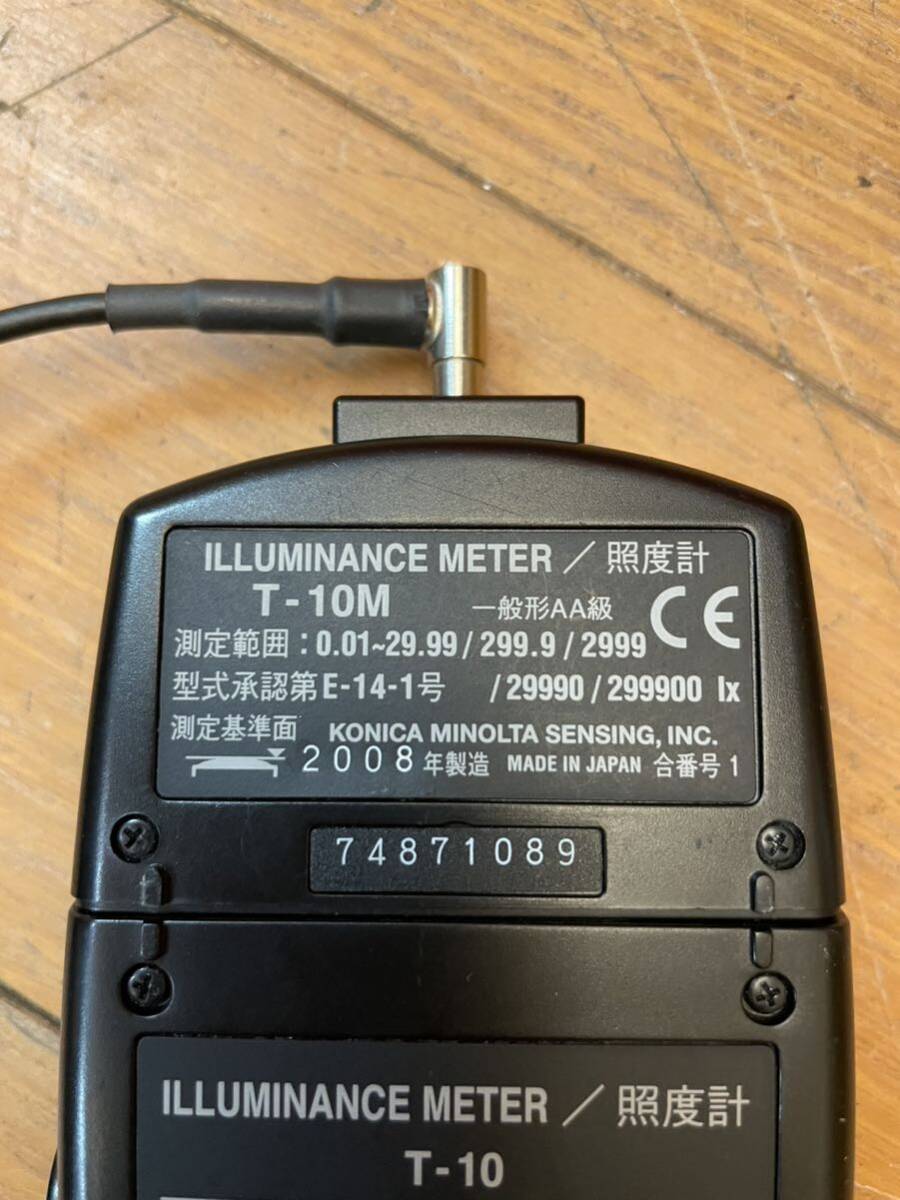 ILLUMINANCE METER / 照度計
T-10M 一般形AA級 CE
測定範囲：0.01~29.99/299.9/2999
型式承認第E-14-1号 /29990/299900 lx
測定基準面 KONICA MINOLTA SENSING, INC.
2008年製造 MADE IN JAPAN 合番号1
74871089
ILLUMINANCE METER / 照度計
T-10